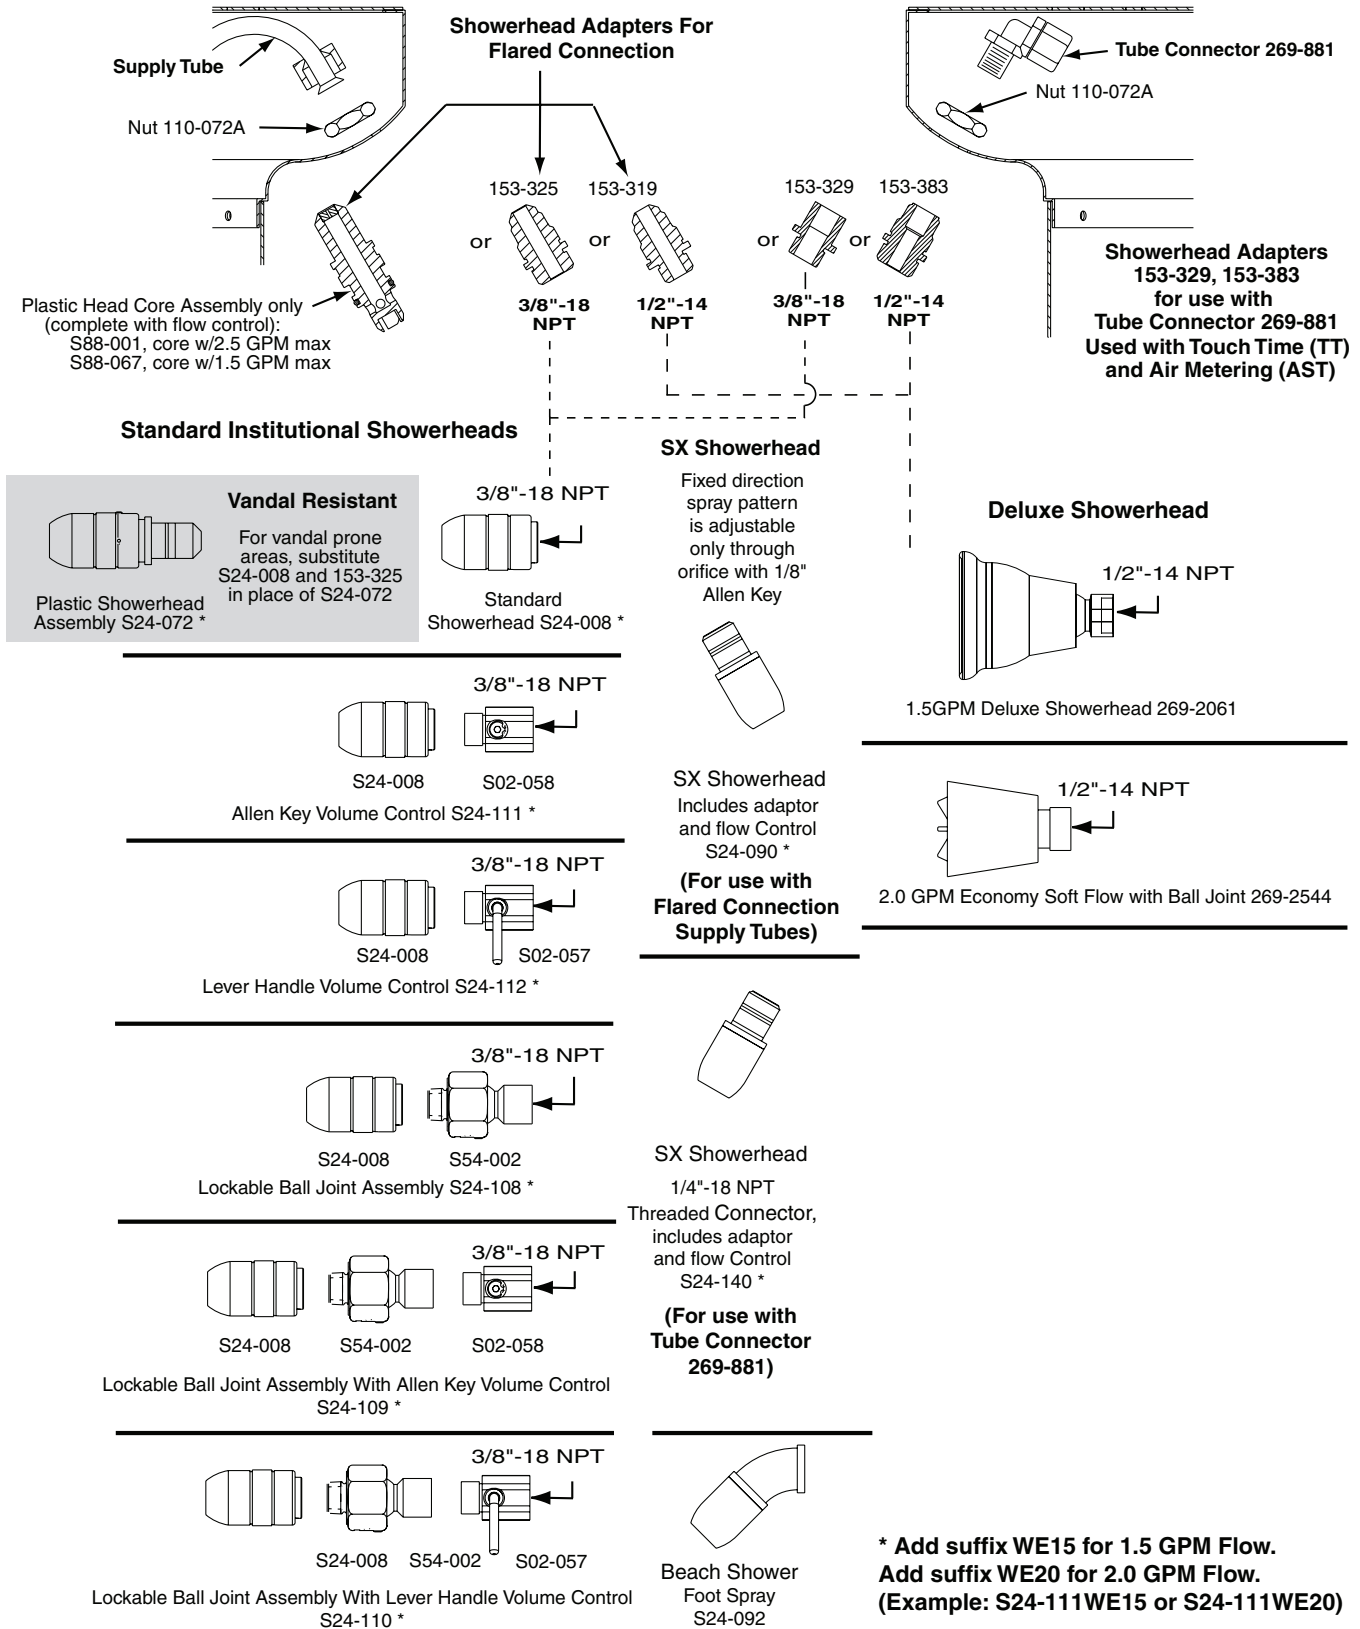 Showerhead Adapters For
Flared Connection
Supply Tube
Nut 110-072A
Tube Connector 269-881
Nut 110-072A
153-325
153-319
153-329
153-383
or
or
or
or
3/8"-18
NPT
1/2"-14
NPT
3/8"-18
NPT
1/2"-14
NPT
Plastic Head Core Assembly only
(complete with flow control):
S88-001, core w/2.5 GPM max
S88-067, core w/1.5 GPM max
Showerhead Adapters
153-329, 153-383
for use with
Tube Connector 269-881
Used with Touch Time (TT)
and Air Metering (AST)
Standard Institutional Showerheads
Vandal Resistant
For vandal prone
areas, substitute
S24-008 and 153-325
in place of S24-072
Plastic Showerhead
Assembly S24-072 *
3/8"-18 NPT
Standard
Showerhead S24-008 *
3/8"-18 NPT
S24-008
S02-058
Allen Key Volume Control S24-111 *
3/8"-18 NPT
S24-008
S02-057
Lever Handle Volume Control S24-112 *
3/8"-18 NPT
S24-008
S54-002
Lockable Ball Joint Assembly S24-108 *
3/8"-18 NPT
S24-008
S54-002
S02-058
Lockable Ball Joint Assembly With Allen Key Volume Control
S24-109 *
3/8"-18 NPT
S24-008
S54-002
S02-057
Lockable Ball Joint Assembly With Lever Handle Volume Control
S24-110 *
SX Showerhead
Fixed direction
spray pattern
is adjustable
only through
orifice with 1/8"
Allen Key
SX Showerhead
Includes adaptor
and flow Control
S24-090 *
(For use with
Flared Connection
Supply Tubes)
SX Showerhead
1/4"-18 NPT
Threaded Connector,
includes adaptor
and flow Control
S24-140 *
(For use with
Tube Connector
269-881)
Beach Shower
Foot Spray
S24-092
Deluxe Showerhead
1/2"-14 NPT
1.5GPM Deluxe Showerhead 269-2061
1/2"-14 NPT
2.0 GPM Economy Soft Flow with Ball Joint 269-2544
* Add suffix WE15 for 1.5 GPM Flow.
Add suffix WE20 for 2.0 GPM Flow.
(Example: S24-111WE15 or S24-111WE20)